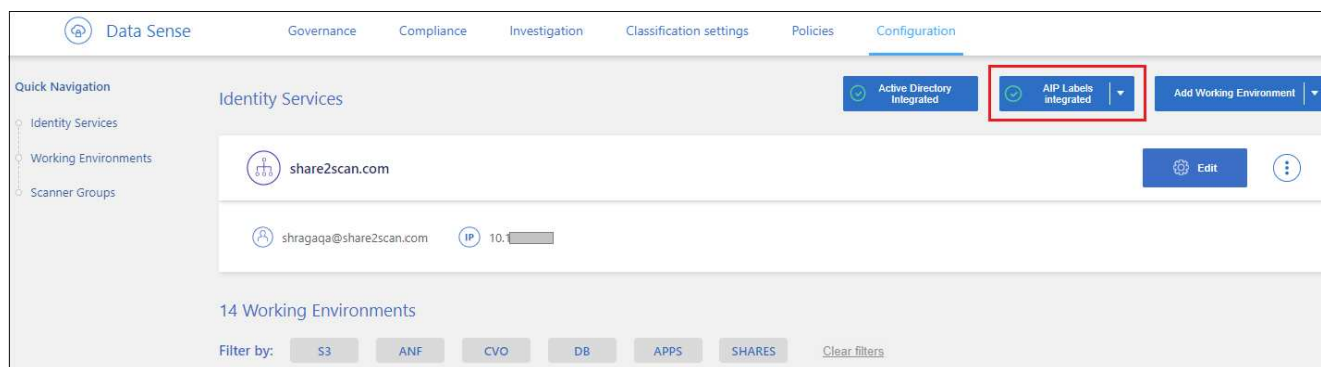 Data Sense Governance Compliance Investigation Classification settings Policies Configuration
Quick Navigation
Identity Services
Working Environments
Scanner Groups
Identity Services
Active Directory
Integrated
AIP Labels
integrated
Add Working Environment
share2scan.com
Edit
shragaqa@share2scan.com IP 10.1
14 Working Environments
Filter by: S3 ANF CVO DB APPS SHARES Clear filters